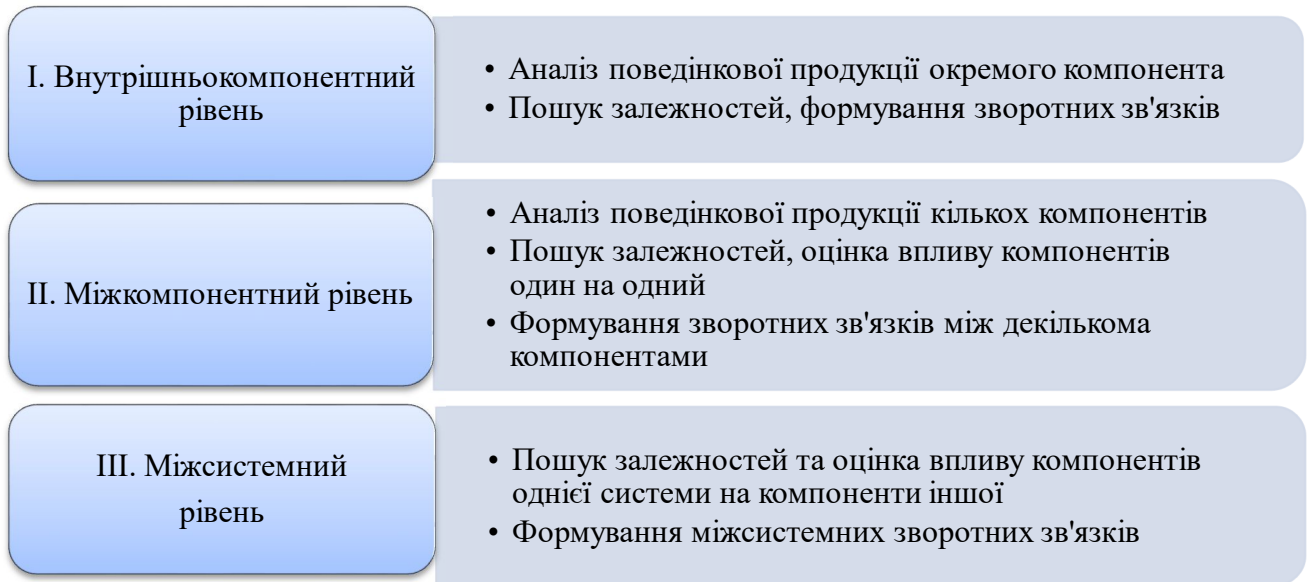 І. Внутрішньокомпонентний
рівень
• Аналіз поведінкової продукції окремого компонента
• Пошук залежностей, формування зворотних зв'язків
ІІ. Міжкомпонентний рівень
• Аналіз поведінкової продукції кількох компонентів
• Пошук залежностей, оцінка впливу компонентів
один на одний
• Формування зворотних зв'язків між декількома
компонентами
ІІІ. Міжсистемний
рівень
• Пошук залежностей та оцінка впливу компонентів
однієї системи на компоненти іншої
• Формування міжсистемних зворотних зв'язків